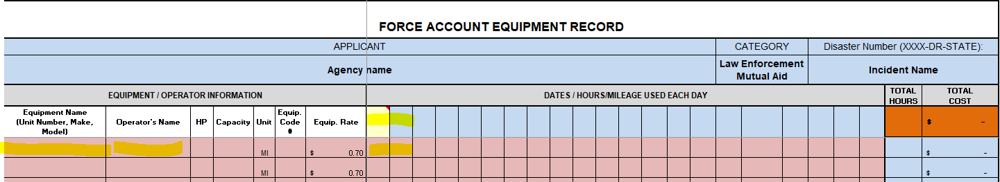 FORCE ACCOUNT EQUIPMENT RECORD
APPLICANT CATEGORY Disaster Number (XXXX-DR-STATE):
Agency name Law Enforcement Mutual Aid Incident Name
EQUIPMENT / OPERATOR INFORMATION DATES / HOURS/MILEAGE USED EACH DAY TOTAL HOURS TOTAL COST
Equipment Name (Unit Number, Make, Model) Operator's Name HP Capacity Unit Equip. Code # Equip. Rate $ -
MI $ 0.70 $ -
MI $ 0.70 $ -